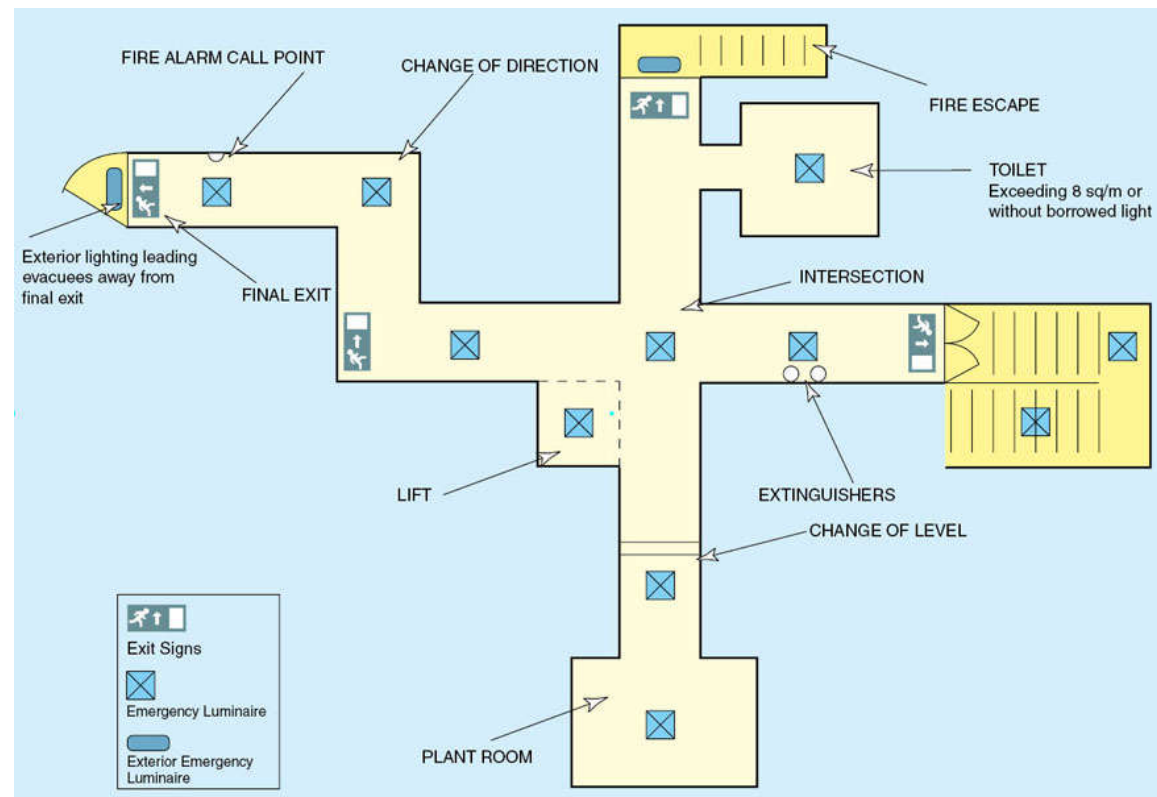 FIRE ALARM CALL POINT
CHANGE OF DIRECTION
FIRE ESCAPE
TOILET
Exceeding 8 sq/m or
without borrowed light
Exterior lighting leading
evacuees away from
final exit
FINAL EXIT
INTERSECTION
LIFT
EXTINGUISHERS
CHANGE OF LEVEL
PLANT ROOM
Exit Signs
Emergency Luminaire
Exterior Emergency
Luminaire